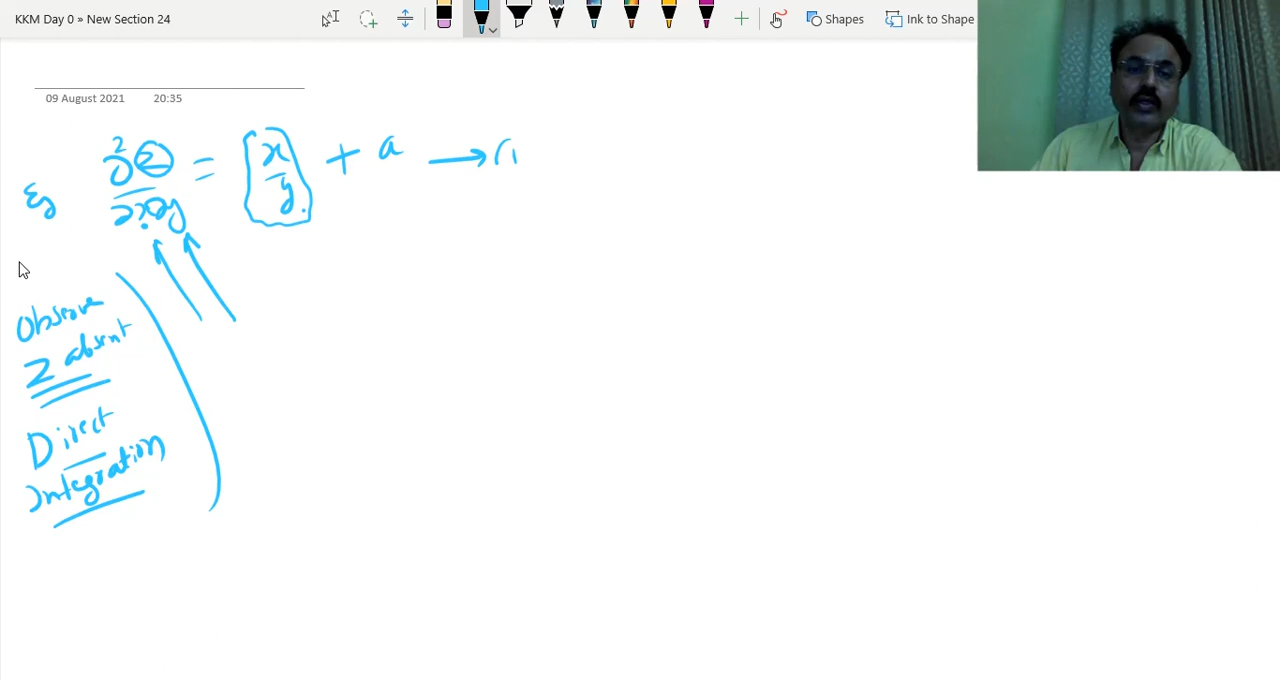 KKM Day 0 » New Section 24
Shapes
Ink to Shape
09 August 2021 20:35
Eg ∂²z/∂x∂y = [x/y] + a → (1
Observe
z absent
Direct
Integration